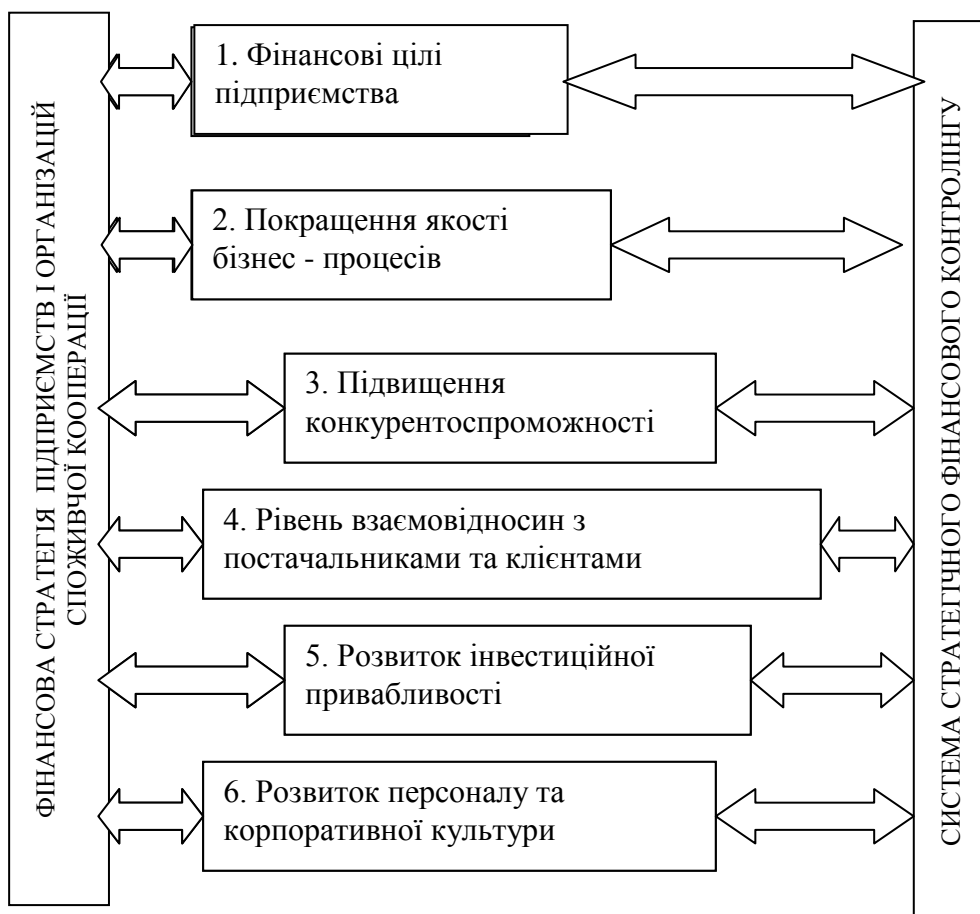 ФІНАНСОВА СТРАТЕГІЯ ПІДПРИЄМСТВ І ОРГАНІЗАЦІЙ
СПОЖИВЧОЇ КООПЕРАЦІЇ
1. Фінансові цілі
підприємства
2. Покращення якості
бізнес - процесів
3. Підвищення
конкурентоспроможності
4. Рівень взаємовідносин з
постачальниками та клієнтами
5. Розвиток інвестиційної
привабливості
6. Розвиток персоналу та
корпоративної культури
СИСТЕМА СТРАТЕГІЧНОГО ФІНАНСОВОГО КОНТРОЛІНГУ